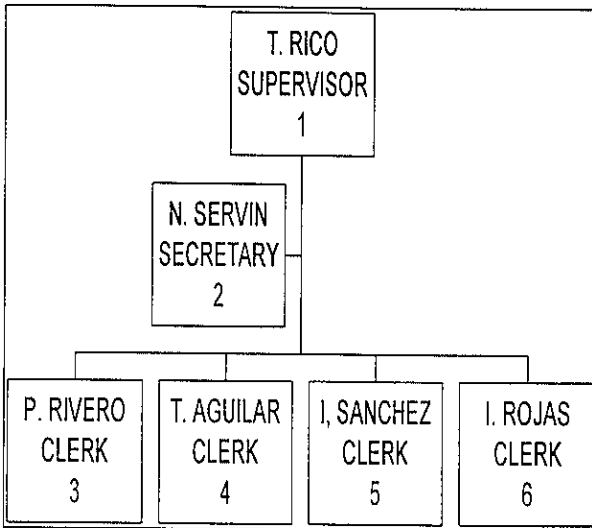 T. RICO
SUPERVISOR
1
N. SERVIN
SECRETARY
2
P. RIVERO
CLERK
3
T. AGUILAR
CLERK
4
I, SANCHEZ
CLERK
5
I. ROJAS
CLERK
6